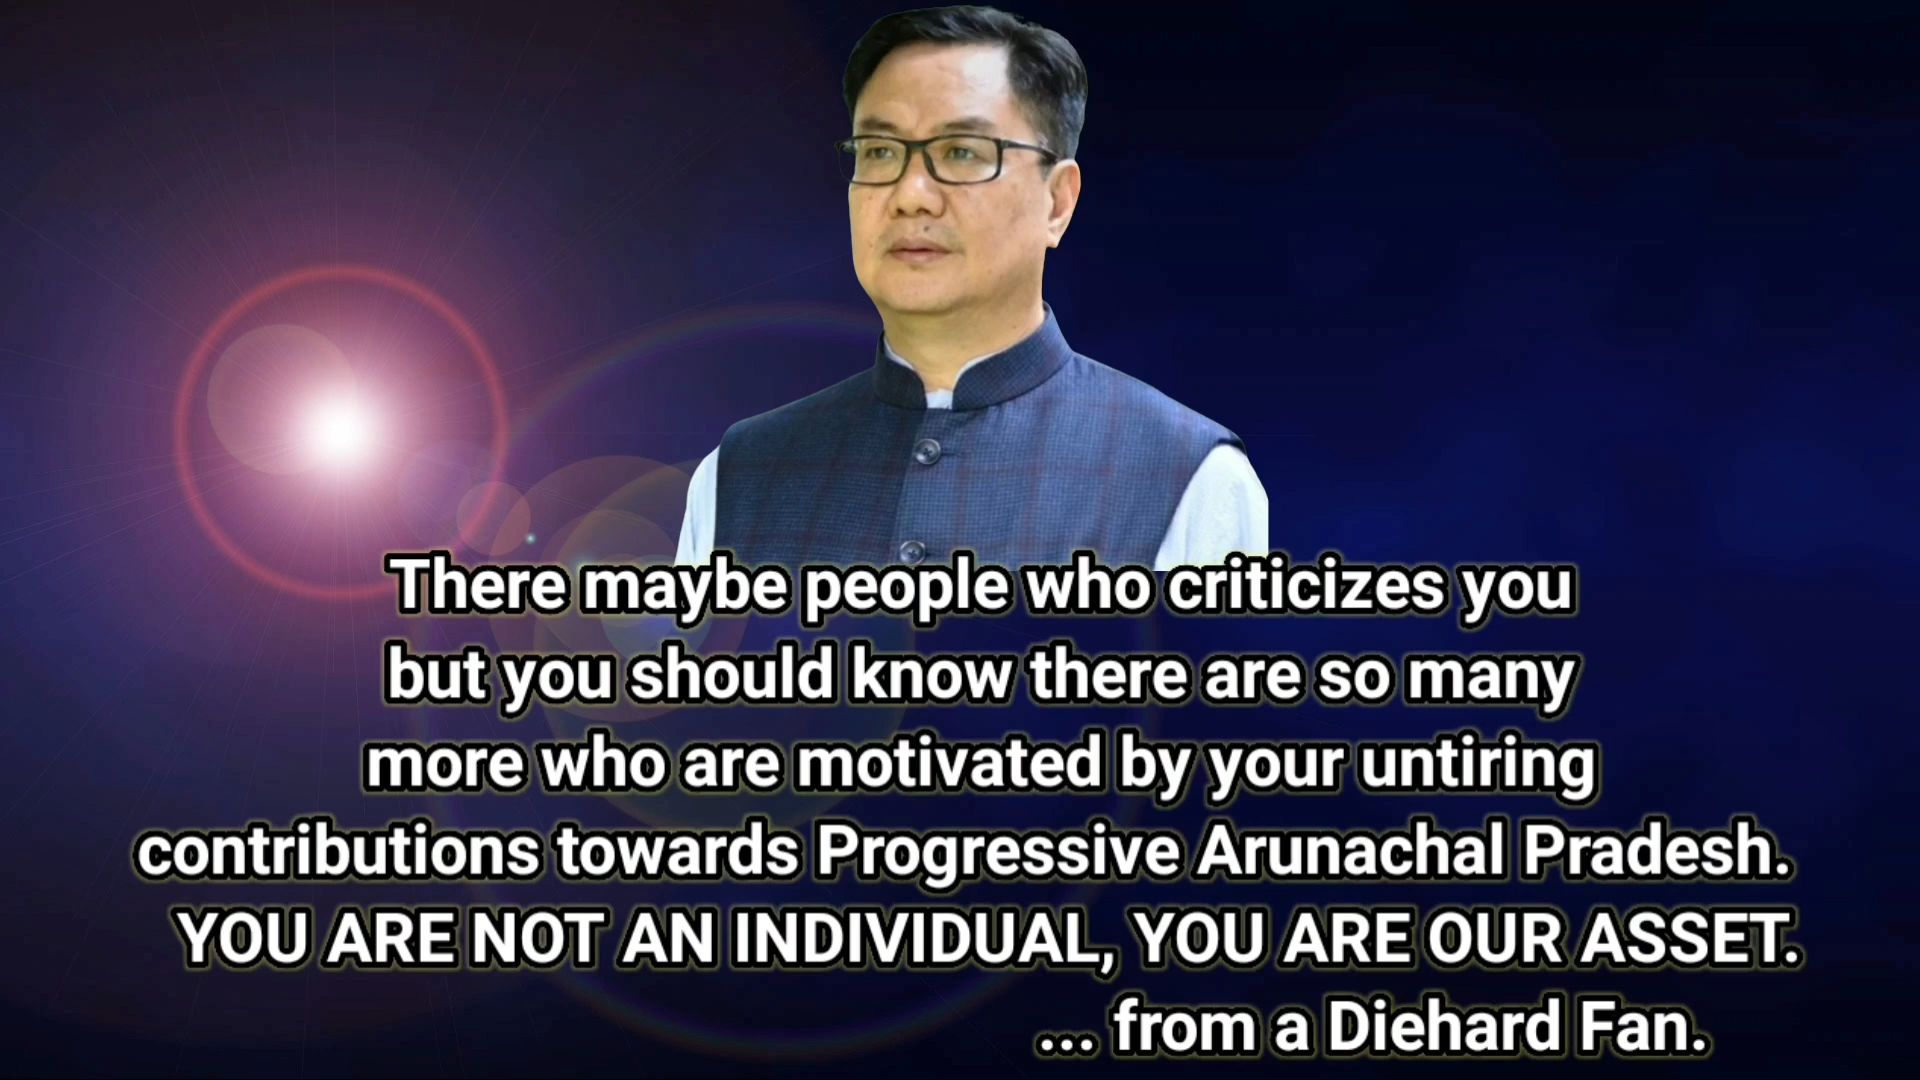 There maybe people who criticizes you
but you should know there are so many
more who are motivated by your untiring
contributions towards Progressive Arunachal Pradesh.
YOU ARE NOT AN INDIVIDUAL, YOU ARE OUR ASSET.
... from a Diehard Fan.